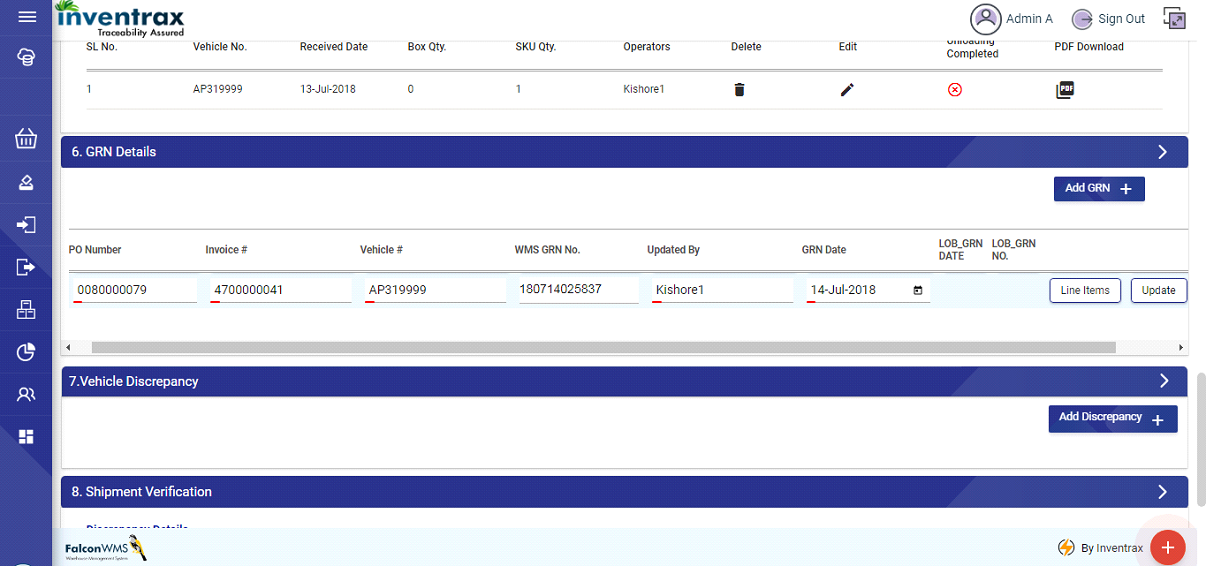 inventrax
Traceability Assured
Admin A
Sign Out
SL No. Vehicle No. Received Date Box Qty. SKU Qty. Operators Delete Edit Unloading Completed PDF Download
1 AP319999 13-Jul-2018 0 1 Kishore1 PDF
6. GRN Details
Add GRN +
PO Number Invoice # Vehicle # WMS GRN No. Updated By GRN Date LOB_GRN DATE LOB_GRN NO.
0080000079 4700000041 AP319999 180714025837 Kishore1 14-Jul-2018 Line Items Update
7.Vehicle Discrepancy
Add Discrepancy +
8. Shipment Verification
Discrepancy Details
FalconWMS
Warehouse Management System
By Inventrax
+